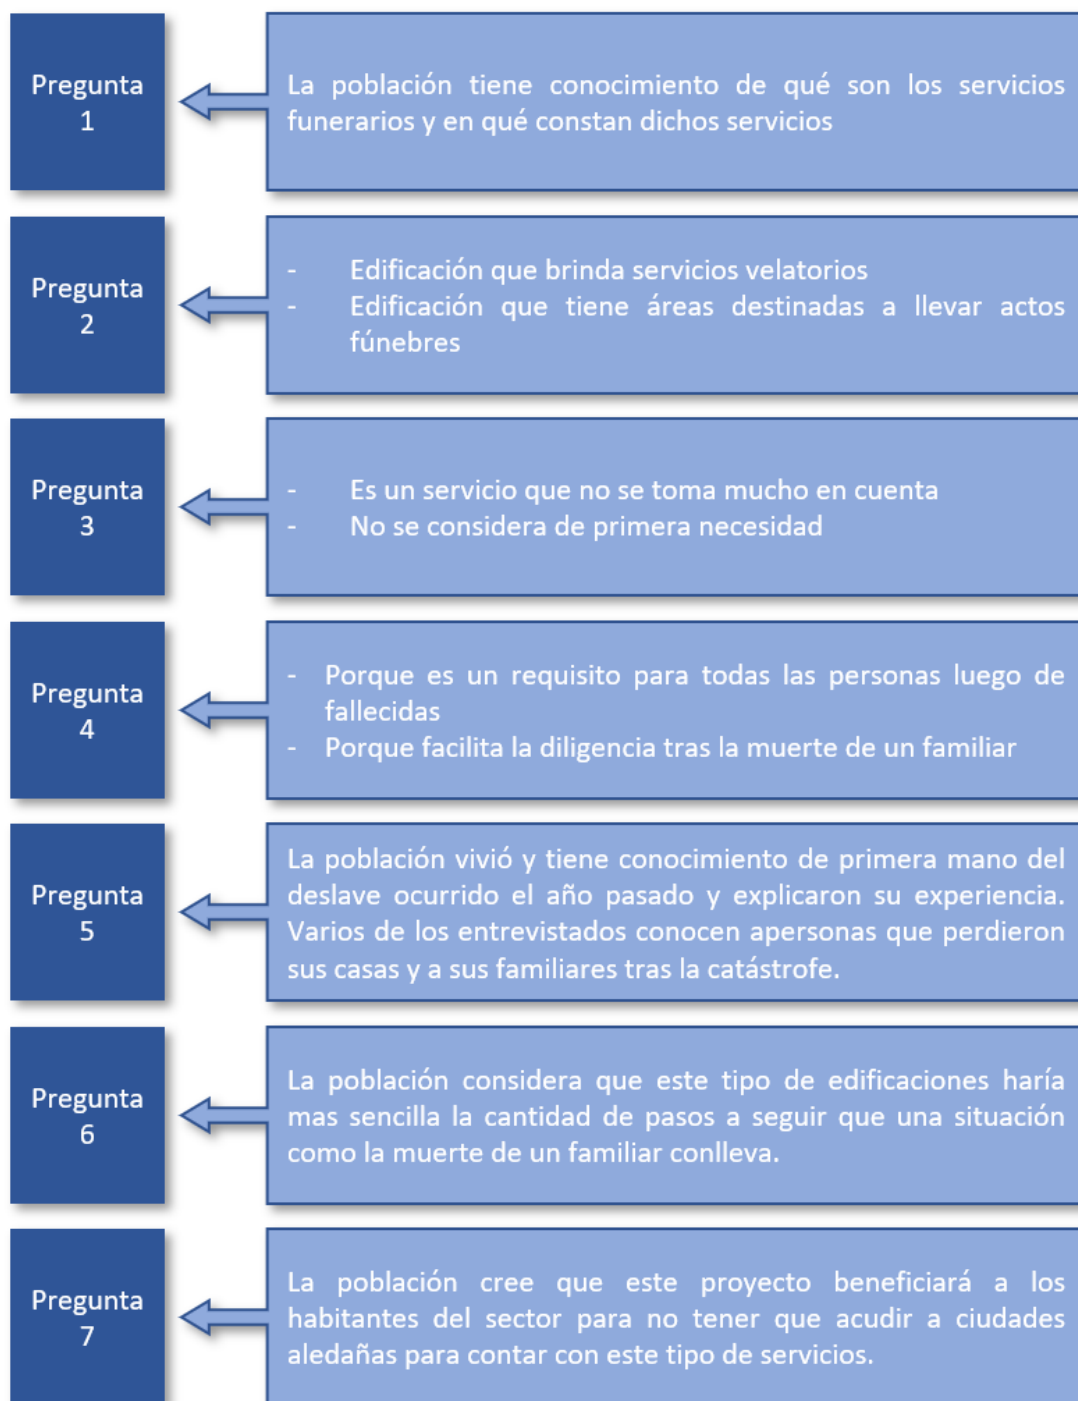 Pregunta
1
La población tiene conocimiento de qué son los servicios
funerarios y en qué constan dichos servicios
Pregunta
2
- Edificación que brinda servicios velatorios
- Edificación que tiene áreas destinadas a llevar actos
fúnebres
Pregunta
3
- Es un servicio que no se toma mucho en cuenta
- No se considera de primera necesidad
Pregunta
4
- Porque es un requisito para todas las personas luego de
fallecidas
- Porque facilita la diligencia tras la muerte de un familiar
Pregunta
5
La población vivió y tiene conocimiento de primera mano del
deslave ocurrido el año pasado y explicaron su experiencia.
Varios de los entrevistados conocen apersonas que perdieron
sus casas y a sus familiares tras la catástrofe.
Pregunta
6
La población considera que este tipo de edificaciones haría
mas sencilla la cantidad de pasos a seguir que una situación
como la muerte de un familiar conlleva.
Pregunta
7
La población cree que este proyecto beneficiará a los
habitantes del sector para no tener que acudir a ciudades
aledañas para contar con este tipo de servicios.